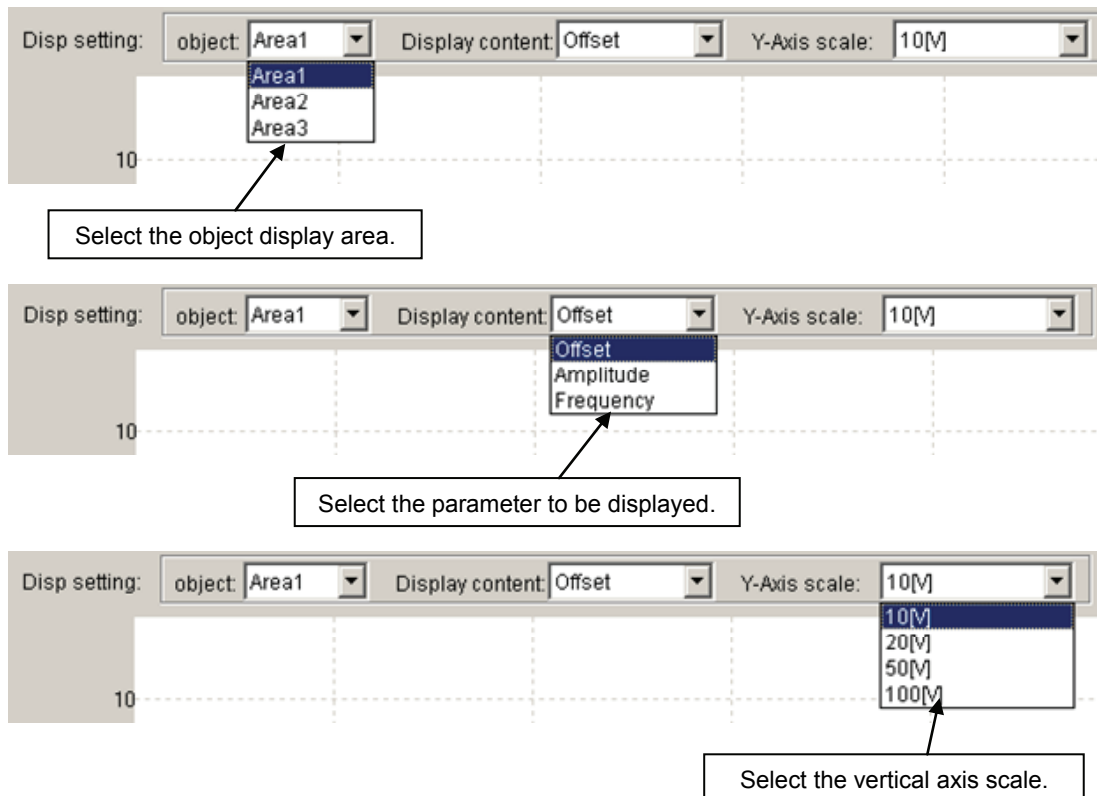 Disp setting: object: Area1 Display content: Offset Y-Axis scale: 10[V]
Area1
Area2
Area3
10
Select the object display area.
Disp setting: object: Area1 Display content: Offset Y-Axis scale: 10[V]
Offset
Amplitude
Frequency
10
Select the parameter to be displayed.
Disp setting: object: Area1 Display content: Offset Y-Axis scale: 10[V]
10[V]
20[V]
50[V]
100[V]
10
Select the vertical axis scale.